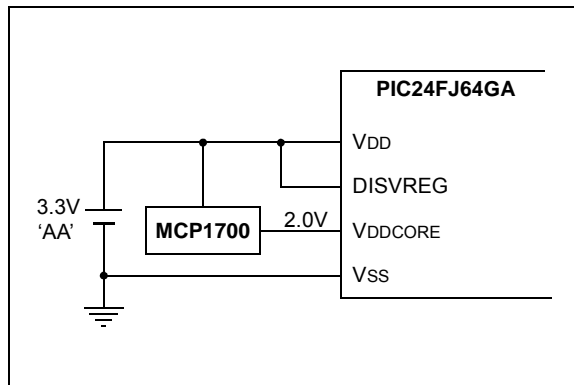 PIC24FJ64GA
VDD
DISVREG
3.3V
‘AA’
MCP1700
2.0V
VDDCORE
VSS